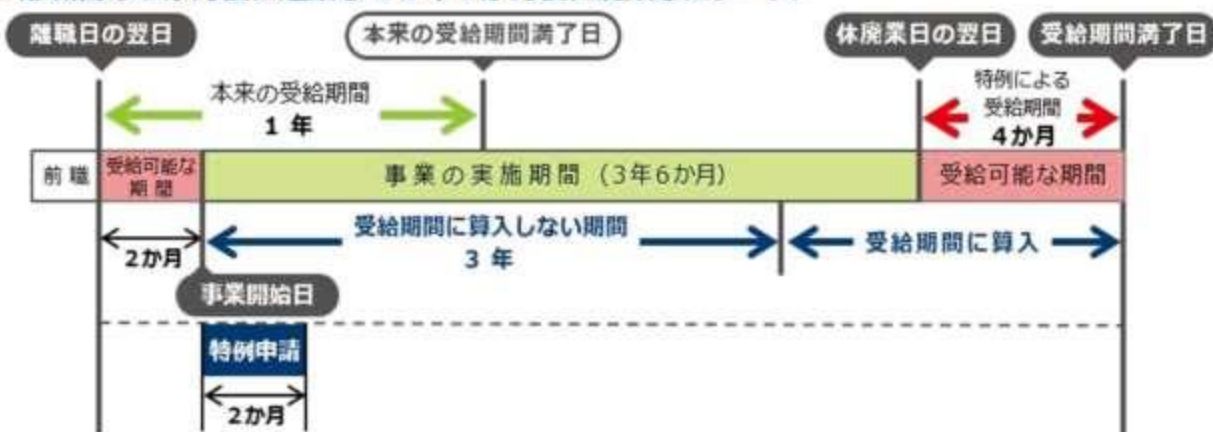 離職日の翌日
本来の受給期間満了日
休廃業日の翌日
受給期間満了日
本来の受給期間
1 年
特例による
受給期間
4か月
前職
受給可能な
期間
事業の実施期間（3年6か月）
受給可能な期間
2か月
受給期間に算入しない期間
3 年
受給期間に算入
事業開始日
特例申請
2か月